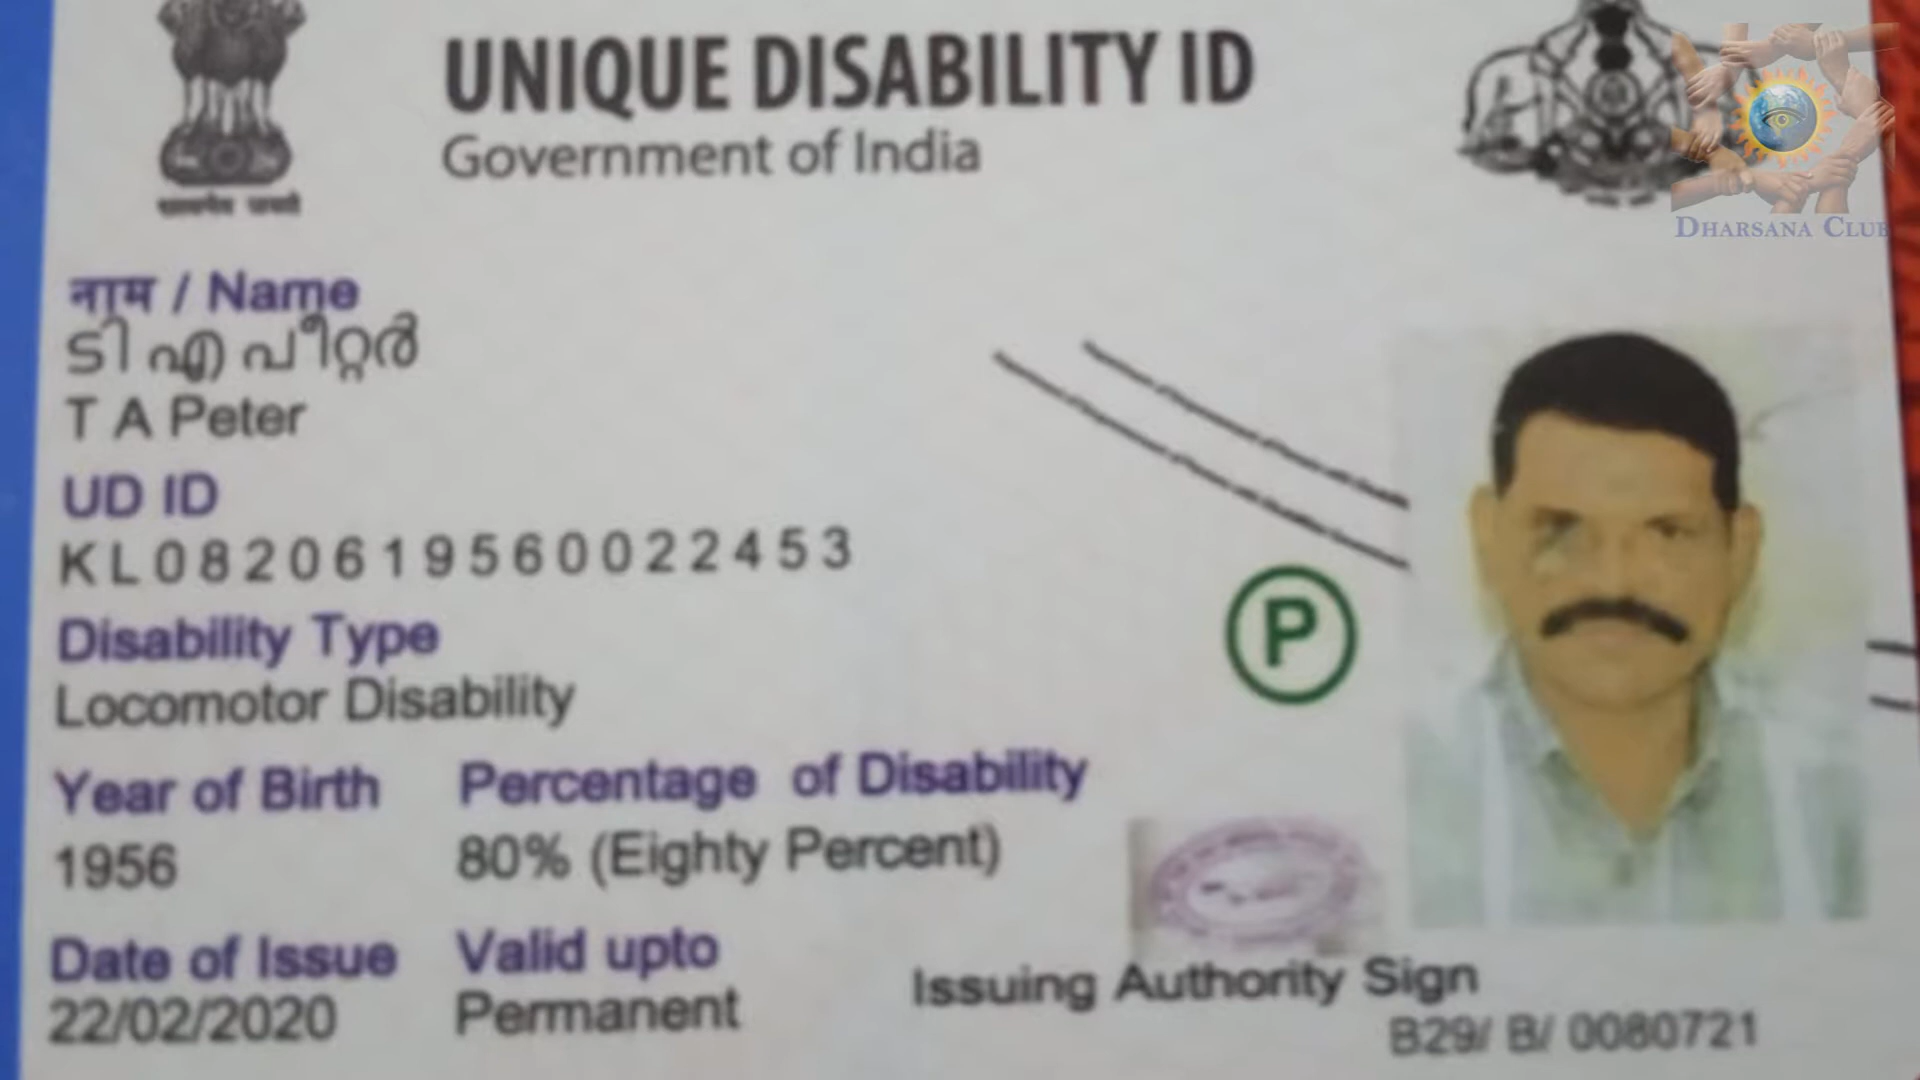 UNIQUE DISABILITY ID
Government of India
DHARSANA CLUB
नाम / Name
ടി എ പീറ്റർ
T A Peter
UD ID
KL0820619560022453
Disability Type
Locomotor Disability
P
Year of Birth Percentage of Disability
1956 80% (Eighty Percent)
Date of Issue Valid upto
22/02/2020 Permanent
Issuing Authority Sign
B29/ B/ 0080721